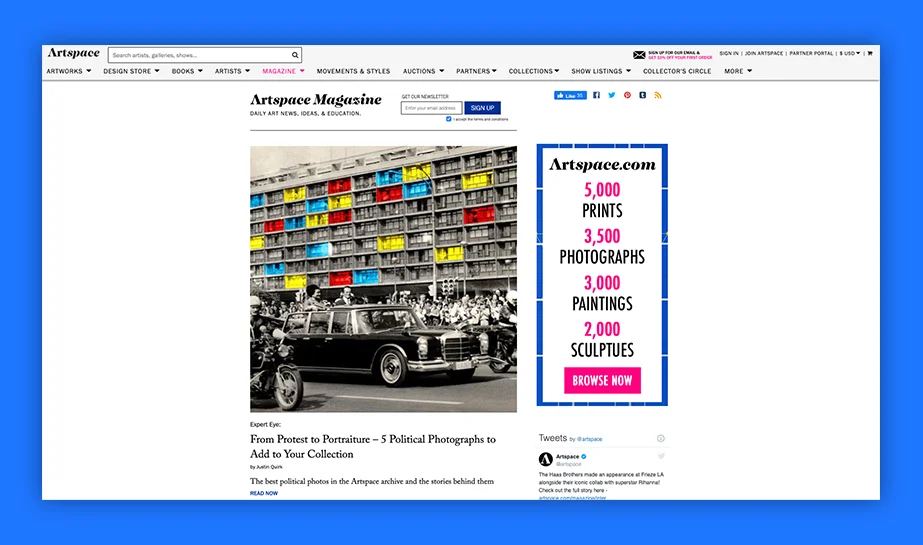 Artspace
Search artists, galleries, shows...
SIGN UP FOR OUR EMAIL &
GET 10% OFF YOUR FIRST ORDER
SIGN IN | JOIN ARTSPACE | PARTNER PORTAL | $ USD
ARTWORKS DESIGN STORE BOOKS ARTISTS MAGAZINE MOVEMENTS & STYLES AUCTIONS PARTNERS COLLECTIONS SHOW LISTINGS COLLECTOR'S CIRCLE MORE
Artspace Magazine
DAILY ART NEWS, IDEAS, & EDUCATION.
GET OUR NEWSLETTER
Enter your email address
SIGN UP
I accept the terms and conditions
Like 35
Artspace.com
5,000
PRINTS
3,500
PHOTOGRAPHS
3,000
PAINTINGS
2,000
SCULPTUES
BROWSE NOW
Expert Eye:
From Protest to Portraiture – 5 Political Photographs to
Add to Your Collection
by Justin Quirk
The best political photos in the Artspace archive and the stories behind them
READ NOW
Tweets by @artspace
Artspace
@artspace
The Haas Brothers made an appearance at Frieze LA
alongside their iconic collab with superstar Rihanna!
Check out the full story here -